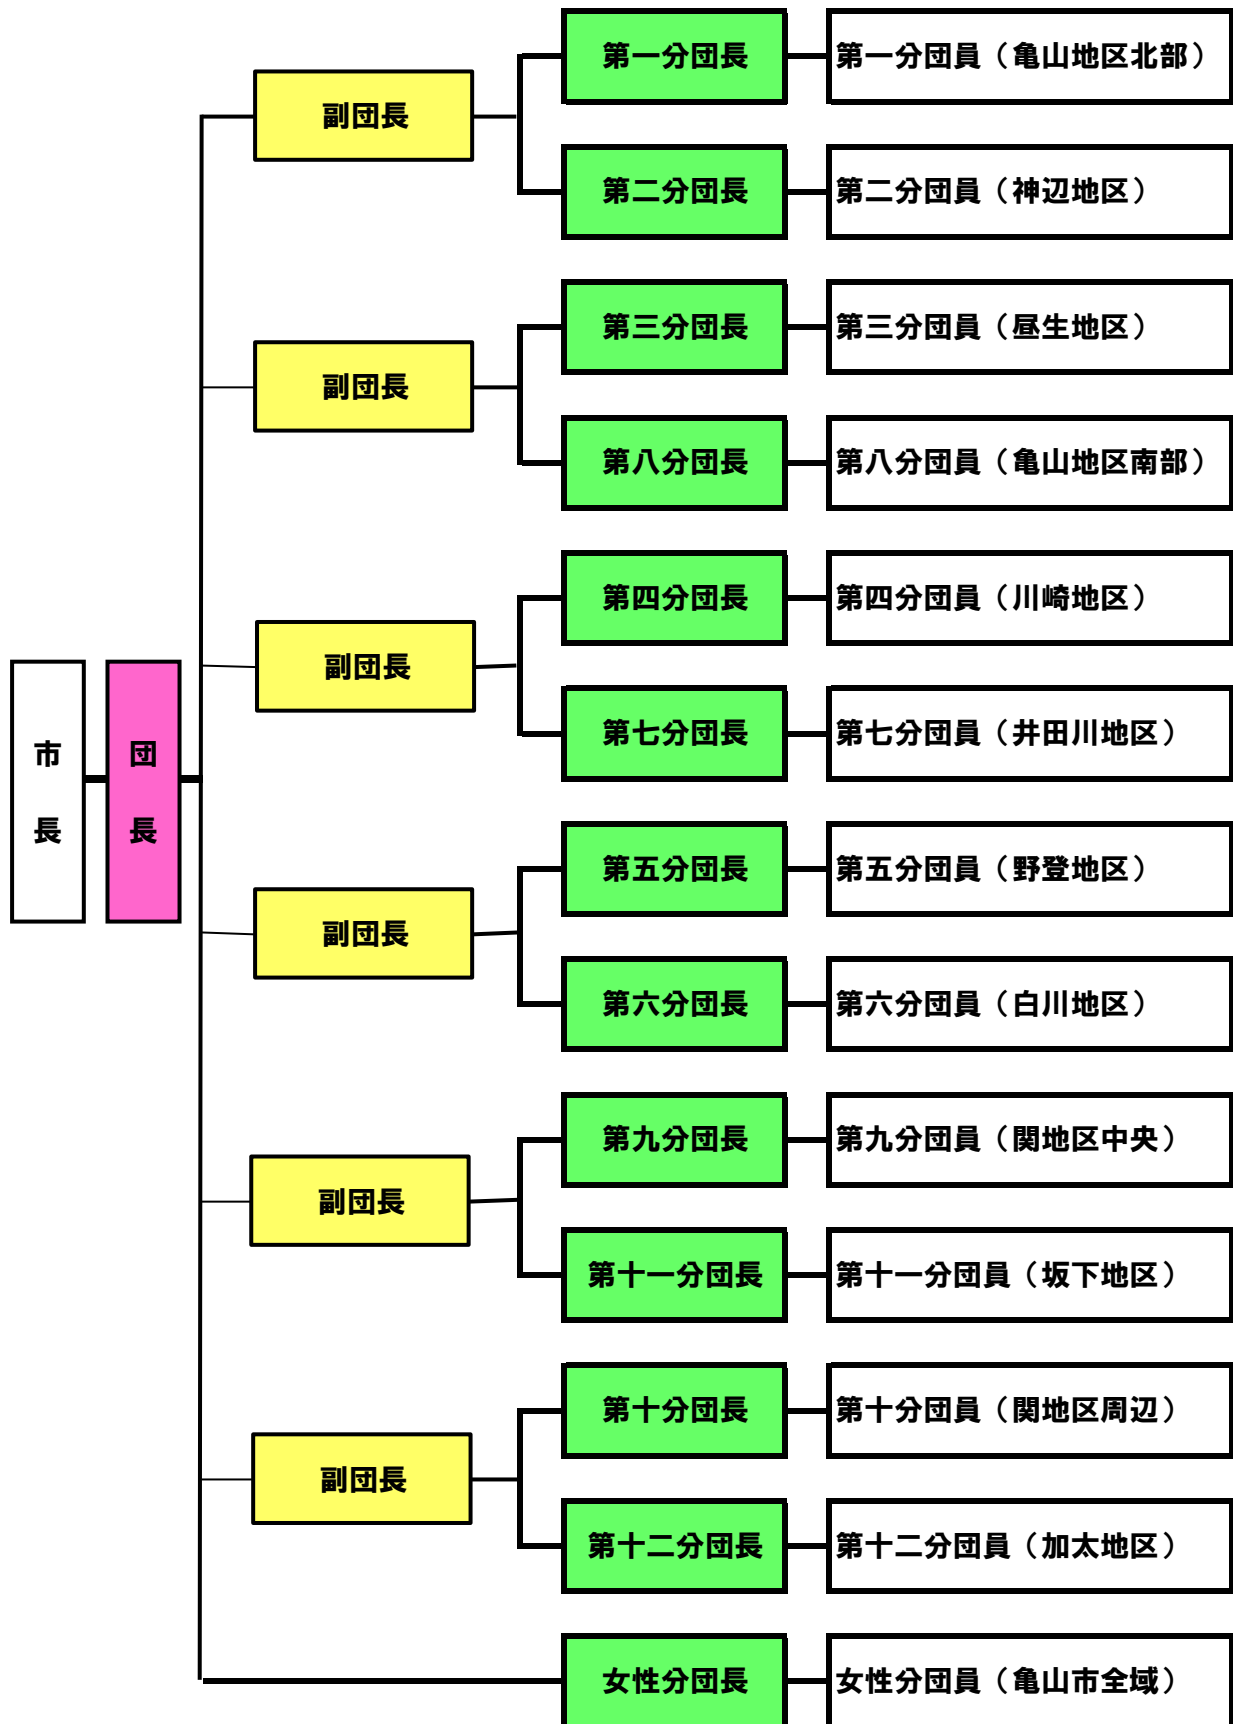 市長
団長
副団長
第一分団長
第一分団員（亀山地区北部）
第二分団長
第二分団員（神辺地区）
副団長
第三分団長
第三分団員（昼生地区）
第八分団長
第八分団員（亀山地区南部）
副団長
第四分団長
第四分団員（川崎地区）
第七分団長
第七分団員（井田川地区）
副団長
第五分団長
第五分団員（野登地区）
第六分団長
第六分団員（白川地区）
副団長
第九分団長
第九分団員（関地区中央）
第十一分団長
第十一分団員（坂下地区）
副団長
第十分団長
第十分団員（関地区周辺）
第十二分団長
第十二分団員（加太地区）
女性分団長
女性分団員（亀山市全域）